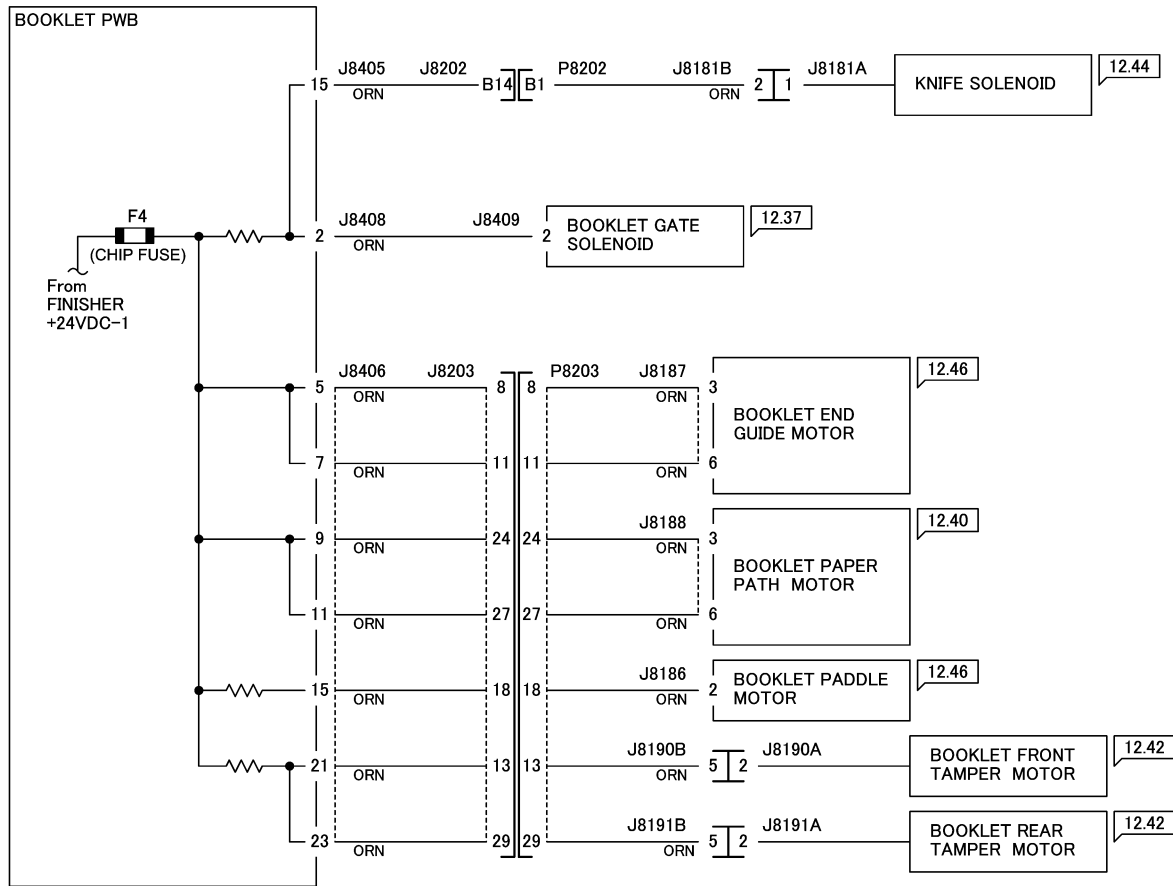 BOOKLET PWB
15 J8405 J8202 B14 B1 P8202 J8181B 2 1 J8181A KNIFE SOLENOID 12.44
ORN ORN
F4
(CHIP FUSE)
From
FINISHER
+24VDC-1
2 J8408 J8409 2 BOOKLET GATE 12.37
ORN SOLENOID
J8406 J8203 P8203 J8187
5 ORN 8 8 ORN 3 12.46
BOOKLET END
GUIDE MOTOR
7 ORN 11 11 ORN 6
J8188
9 ORN 24 24 ORN 3 12.40
BOOKLET PAPER
PATH MOTOR
11 ORN 27 27 ORN 6
J8186
15 ORN 18 18 ORN 2 BOOKLET PADDLE 12.46
MOTOR
J8190B J8190A
21 ORN 13 13 ORN 5 2 BOOKLET FRONT 12.42
TAMPER MOTOR
J8191B J8191A
23 ORN 29 29 ORN 5 2 BOOKLET REAR 12.42
TAMPER MOTOR